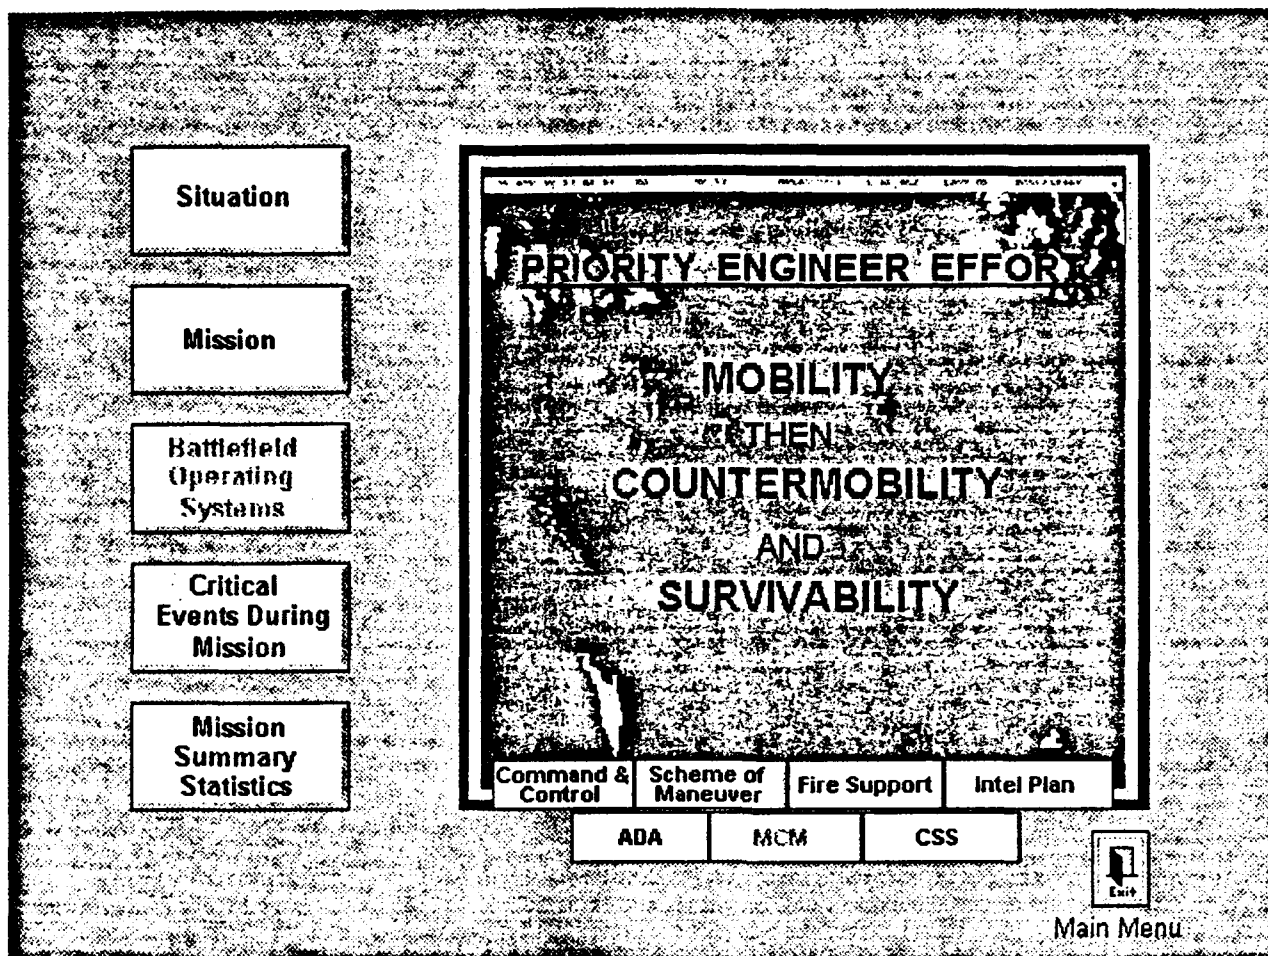 Situation
Mission
Battlefield
Operating
Systems
Critical
Events During
Mission
Mission
Summary
Statistics
PRIORITY ENGINEER EFFORT
MOBILITY
THEN
COUNTERMOBILITY
AND
SURVIVABILITY
Command &
Control
Scheme of
Maneuver
Fire Support
Intel Plan
ADA
MCM
CSS
Exit
Main Menu